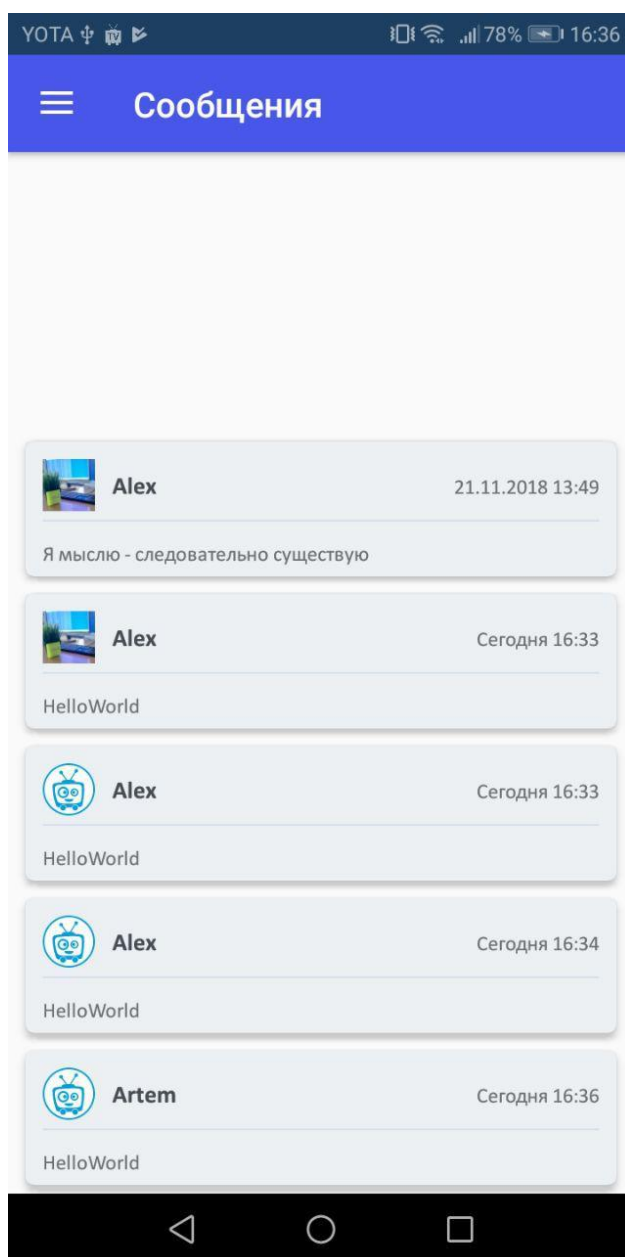 YOTA 78% 16:36
Сообщения
Alex 21.11.2018 13:49
Я мыслю - следовательно существую
Alex Сегодня 16:33
HelloWorld
Alex Сегодня 16:33
HelloWorld
Alex Сегодня 16:34
HelloWorld
Artem Сегодня 16:36
HelloWorld